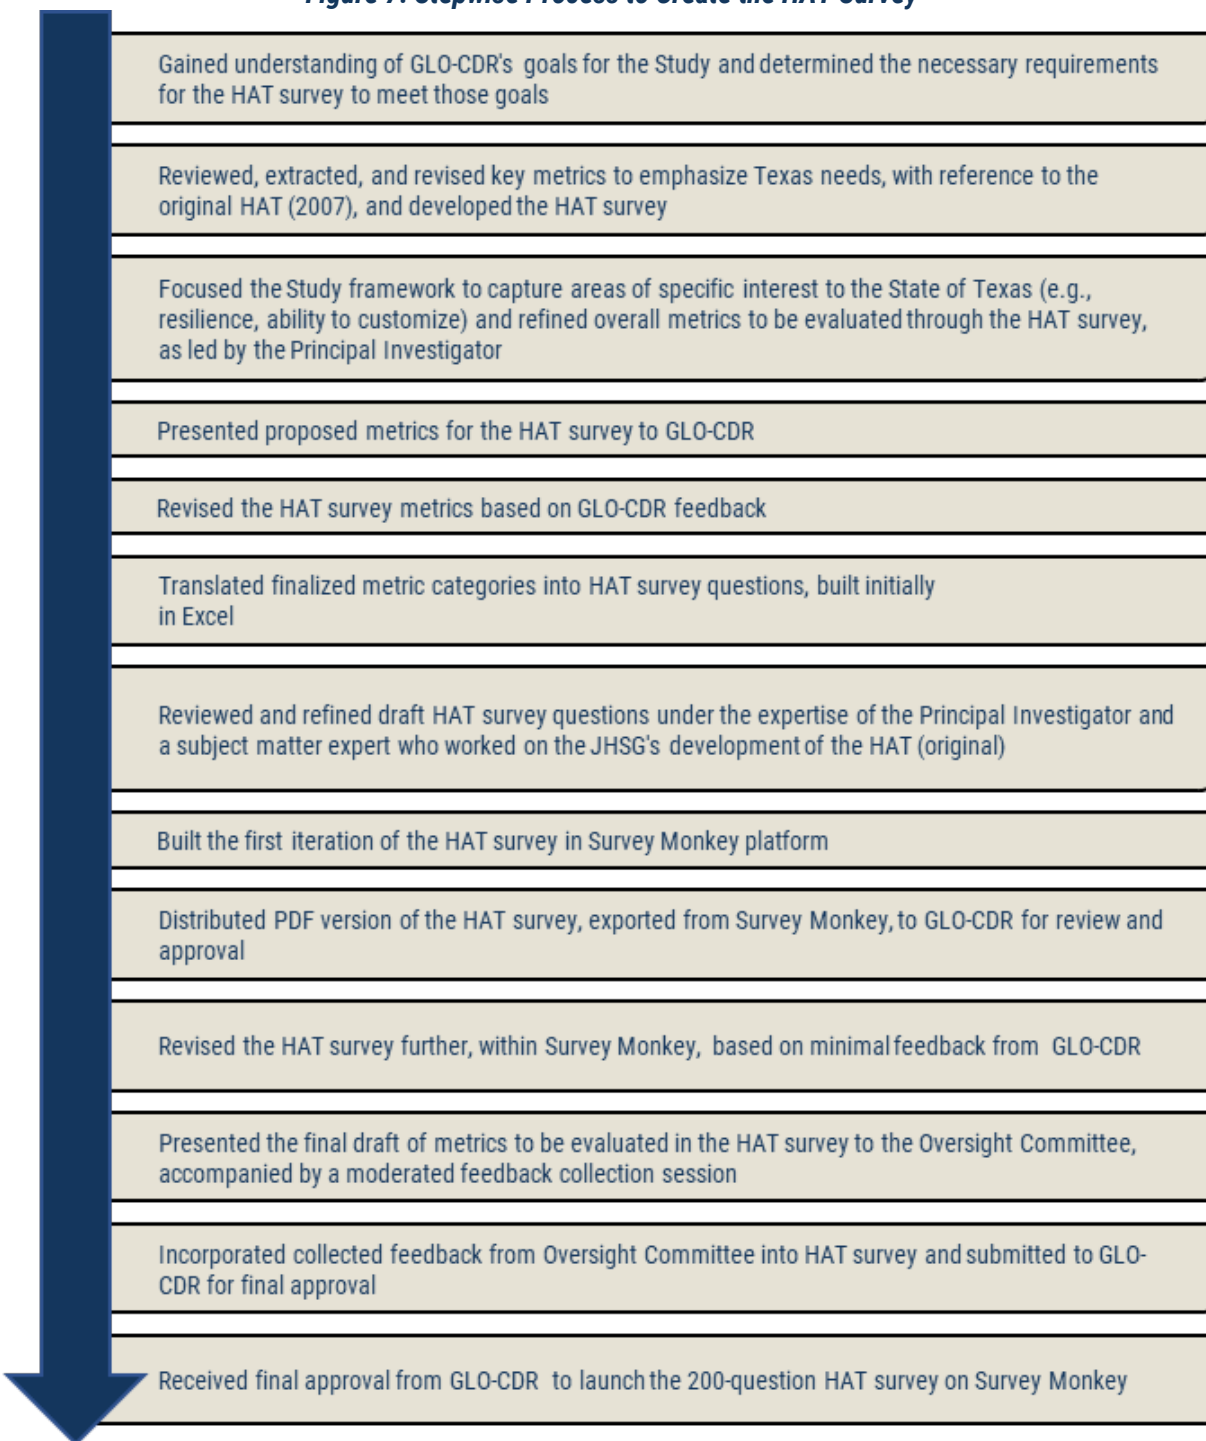 Figure 7. Stepwise Process to Create the HAT Survey
Gained understanding of GLO-CDR's goals for the Study and determined the necessary requirements
for the HAT survey to meet those goals
Reviewed, extracted, and revised key metrics to emphasize Texas needs, with reference to the
original HAT (2007), and developed the HAT survey
Focused the Study framework to capture areas of specific interest to the State of Texas (e.g.,
resilience, ability to customize) and refined overall metrics to be evaluated through the HAT survey,
as led by the Principal Investigator
Presented proposed metrics for the HAT survey to GLO-CDR
Revised the HAT survey metrics based on GLO-CDR feedback
Translated finalized metric categories into HAT survey questions, built initially
in Excel
Reviewed and refined draft HAT survey questions under the expertise of the Principal Investigator and
a subject matter expert who worked on the JHSG's development of the HAT (original)
Built the first iteration of the HAT survey in Survey Monkey platform
Distributed PDF version of the HAT survey, exported from Survey Monkey, to GLO-CDR for review and
approval
Revised the HAT survey further, within Survey Monkey, based on minimal feedback from GLO-CDR
Presented the final draft of metrics to be evaluated in the HAT survey to the Oversight Committee,
accompanied by a moderated feedback collection session
Incorporated collected feedback from Oversight Committee into HAT survey and submitted to GLO-
CDR for final approval
Received final approval from GLO-CDR to launch the 200-question HAT survey on Survey Monkey